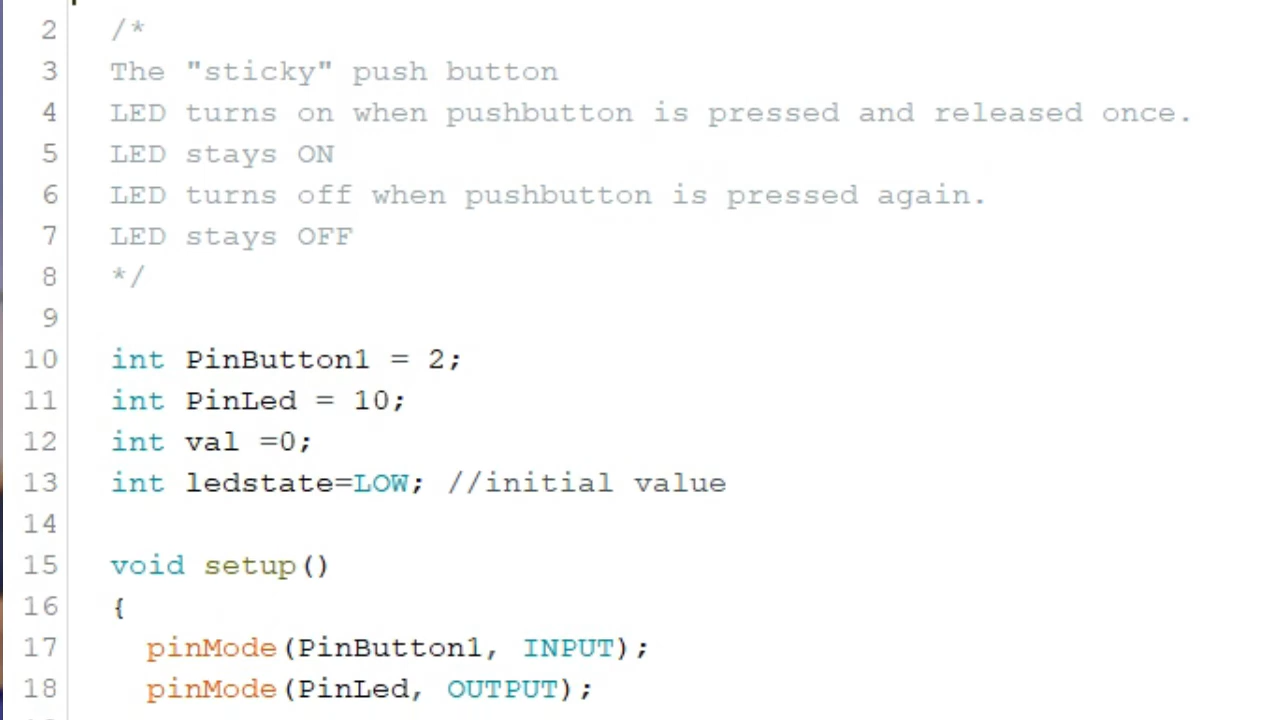 2 /*
3 The "sticky" push button
4 LED turns on when pushbutton is pressed and released once.
5 LED stays ON
6 LED turns off when pushbutton is pressed again.
7 LED stays OFF
8 */
9
10 int PinButton1 = 2;
11 int PinLed = 10;
12 int val =0;
13 int ledstate=LOW; //initial value
14
15 void setup()
16 {
17 pinMode(PinButton1, INPUT);
18 pinMode(PinLed, OUTPUT);